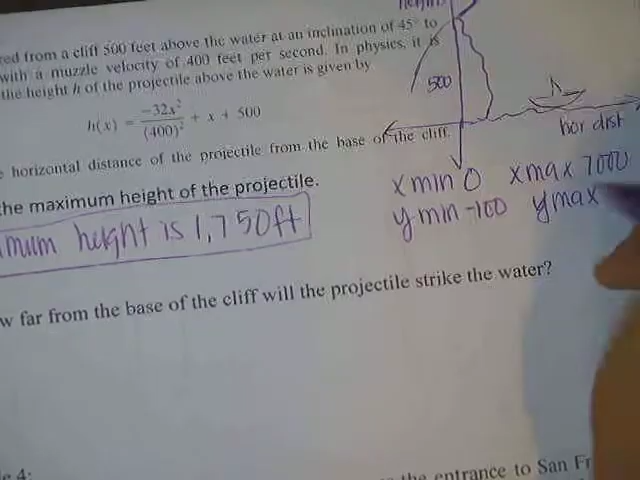 height
red from a cliff 500 feet above the water at an inclination of 45° to
with a muzzle velocity of 400 feet per second. In physics, it is
the height h of the projectile above the water is given by
500
h(x) = −32x² / (400)² + x + 500
hor dist
e horizontal distance of the projectile from the base of the cliff.
the maximum height of the projectile.
xmin 0 xmax 7000
mum height is 1,750ft
ymin -100 ymax
w far from the base of the cliff will the projectile strike the water?
e 4:
the entrance to San Fr